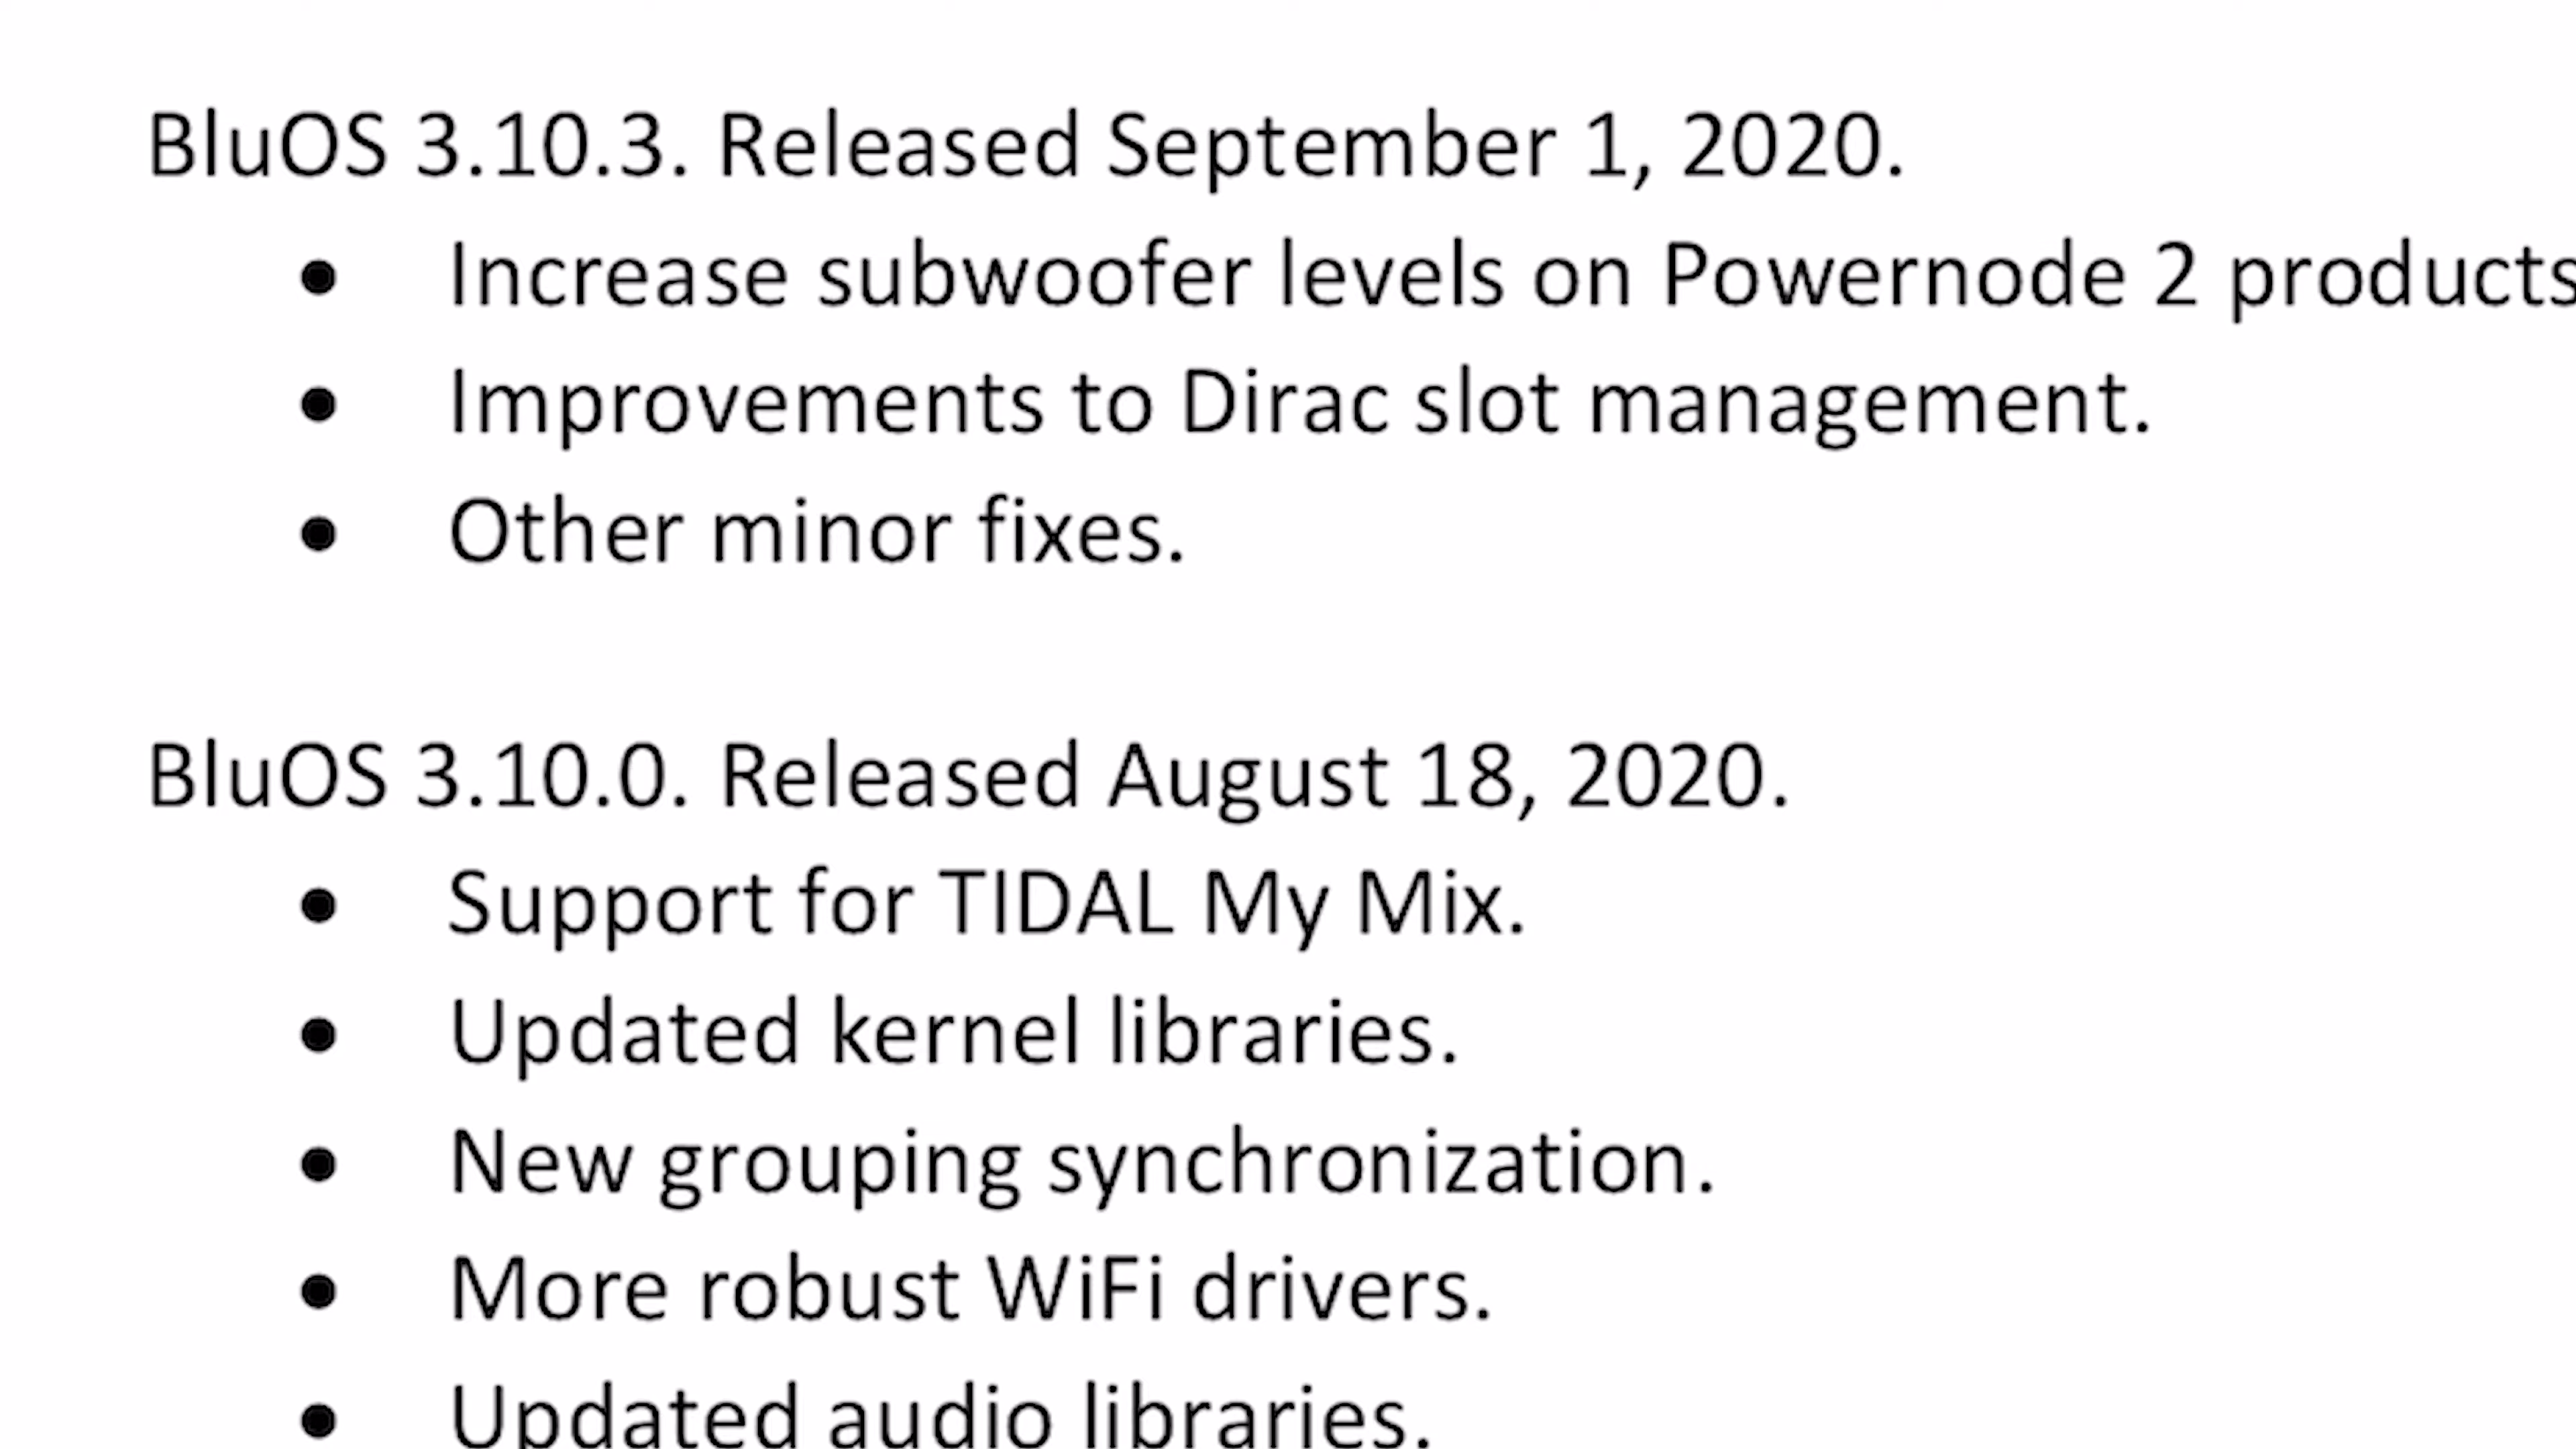 BluOS 3.10.3. Released September 1, 2020.
• Increase subwoofer levels on Powernode 2 products
• Improvements to Dirac slot management.
• Other minor fixes.
BluOS 3.10.0. Released August 18, 2020.
• Support for TIDAL My Mix.
• Updated kernel libraries.
• New grouping synchronization.
• More robust WiFi drivers.
• Updated audio libraries.